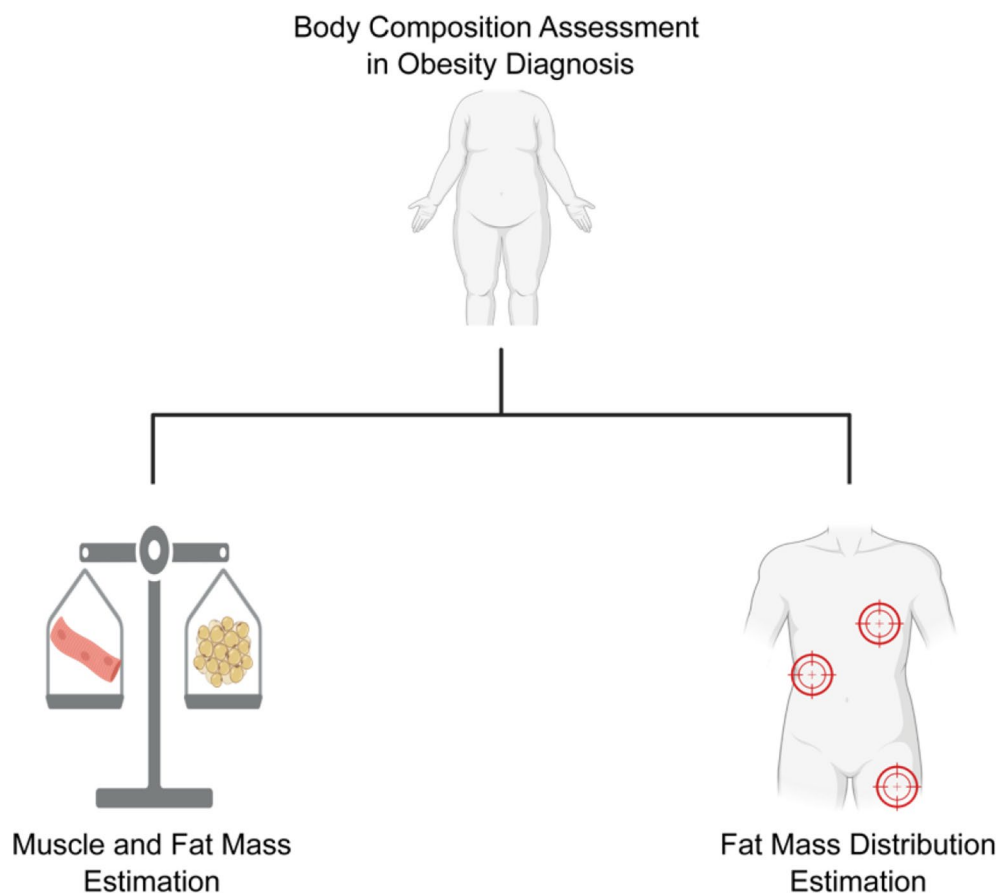 Body Composition Assessment
in Obesity Diagnosis
Muscle and Fat Mass
Estimation
Fat Mass Distribution
Estimation